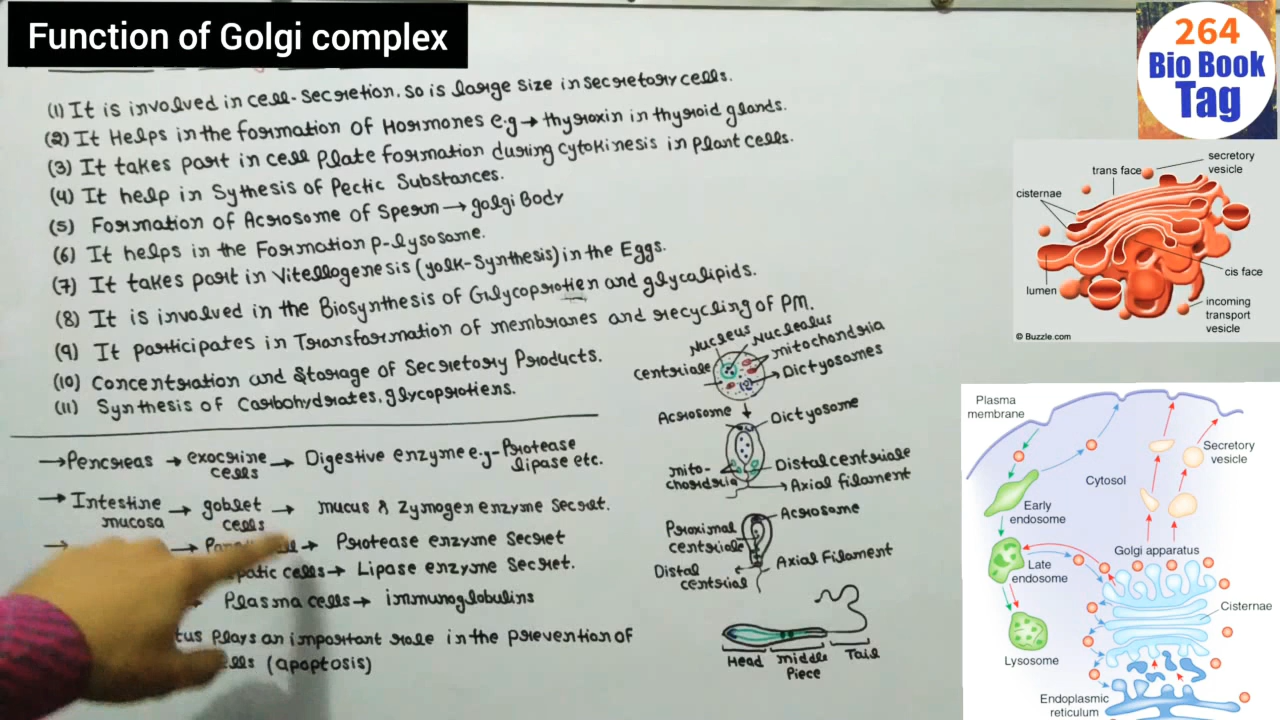 Function of Golgi complex
264
Bio Book
Tag
(1) It is involved in cell-secretion, so is large size in secretory cells.
(2) It Helps in the formation of Hormones e.g → thyroxin in thyroid glands.
(3) It takes part in cell plate formation during cytokinesis in plant cells.
(4) It help in Sythesis of Pectic Substances.
(5) Formation of Acrosome of Sperm → golgi Body
(6) It helps in the Formation P-lysosome.
(7) It takes part in Vitellogenesis (yolk-Synthesis) in the Eggs.
(8) It is involved in the Biosynthesis of Glycoprotien and glycalipids.
(9) It participates in Transformation of membranes and recycling of PM.
(10) Concentration and Storage of Secretory Products.
(11) Synthesis of Carbohydrates, glycoprotiens.
→ Pencreas → exocrine cells → Digestive enzyme e.g- Protease
lipase etc.
→ Intestine mucosa → goblet cells → mucus & Zymogen enzyme Secret.
→ → Protease enzyme Secret
patic cells → Lipase enzyme Secret.
Plasma cells → immunoglobulins
tus Plays an important role in the prevention of
(apoptosis)
Nucleus
Nucleolus
mitochondria
Centriole
Dictyosomes
Acrosome
Dictyosome
mito-
chondria
Distal centriole
Axial filament
Acrosome
Proximal
centriole
Distal
centrial
Axial Filament
Head
middle
Piece
Tail
secretory
vesicle
trans face
cisternae
cis face
lumen
incoming
transport
vesicle
© Buzzle.com
Plasma
membrane
Secretory
vesicle
Cytosol
Early
endosome
Golgi apparatus
Late
endosome
Cisternae
Lysosome
Endoplasmic
reticulum